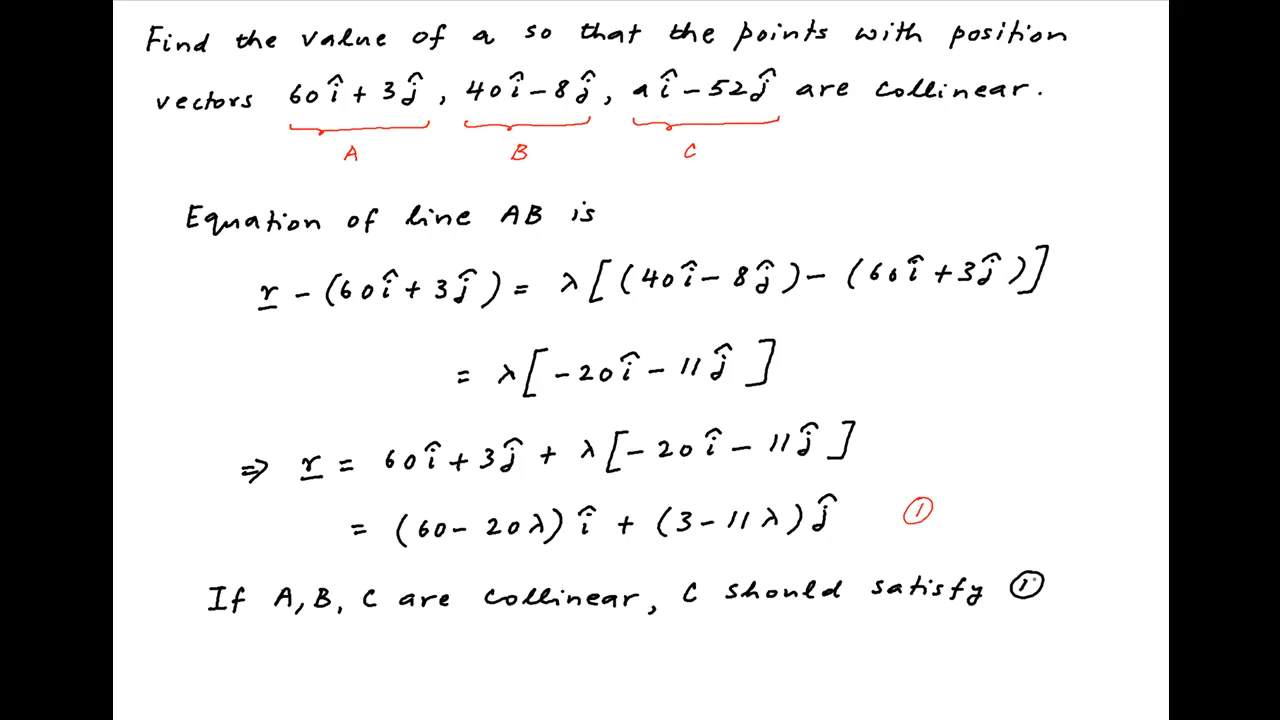 Find the value of a so that the points with position
vectors 60î + 3ĵ, 40î − 8ĵ, aî − 52ĵ are collinear.
A B C
Equation of line AB is
r − (60î + 3ĵ) = λ[(40î − 8ĵ) − (60î + 3ĵ)]
= λ[−20î − 11ĵ]
⇒ r = 60î + 3ĵ + λ[−20î − 11ĵ]
= (60 − 20λ)î + (3 − 11λ)ĵ ①
If A, B, C are collinear, C should satisfy ①